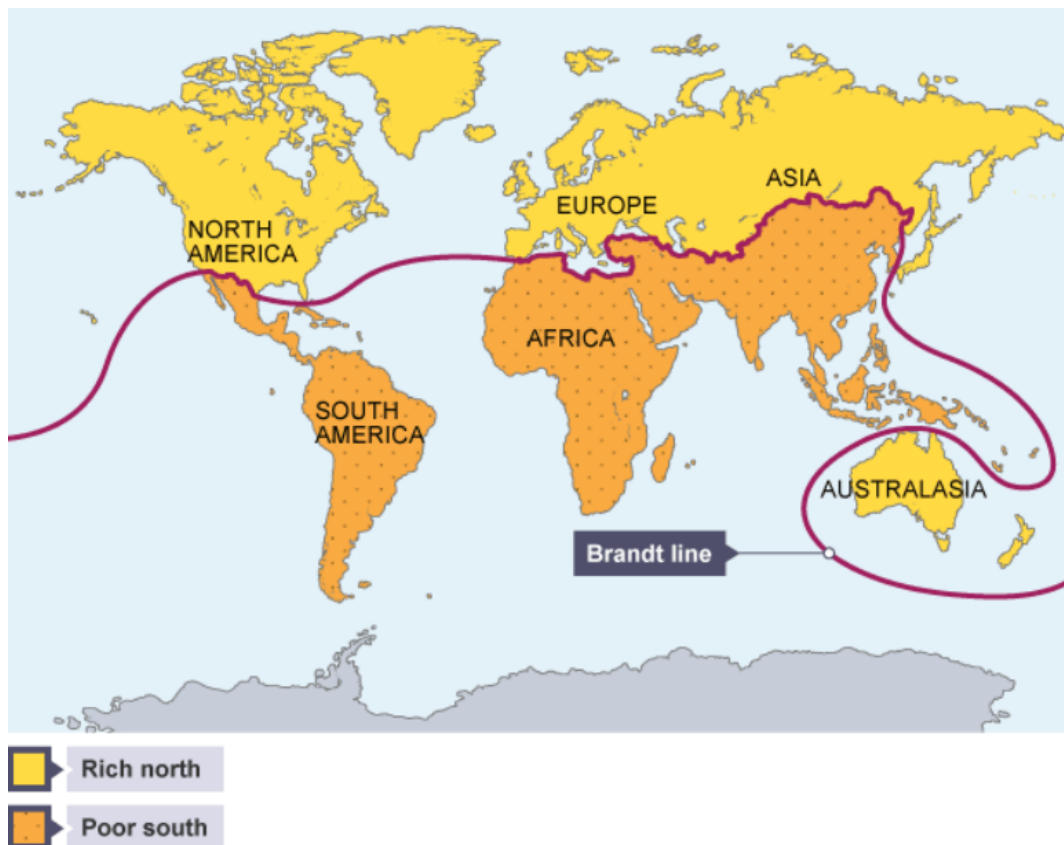 NORTH
AMERICA
EUROPE
ASIA
AFRICA
SOUTH
AMERICA
AUSTRALASIA
Brandt line
Rich north
Poor south